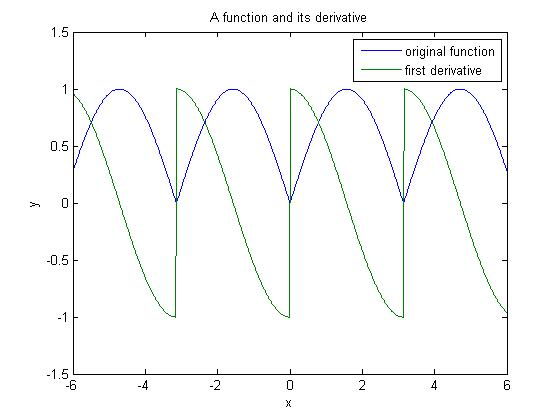 A function and its derivative
original function
first derivative
1.5
1
0.5
0
-0.5
-1
-1.5
y
-6
-4
-2
0
2
4
6
x